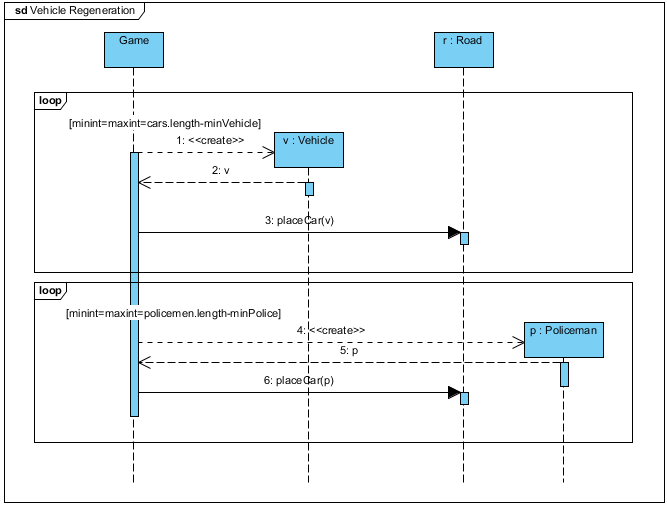 sd Vehicle Regeneration
Game
r : Road
loop
[minint=maxint=cars.length-minVehicle]
1: <<create>>
v : Vehicle
2: v
3: placeCar(v)
loop
[minint=maxint=policemen.length-minPolice]
4: <<create>>
p : Policeman
5: p
6: placeCar(p)